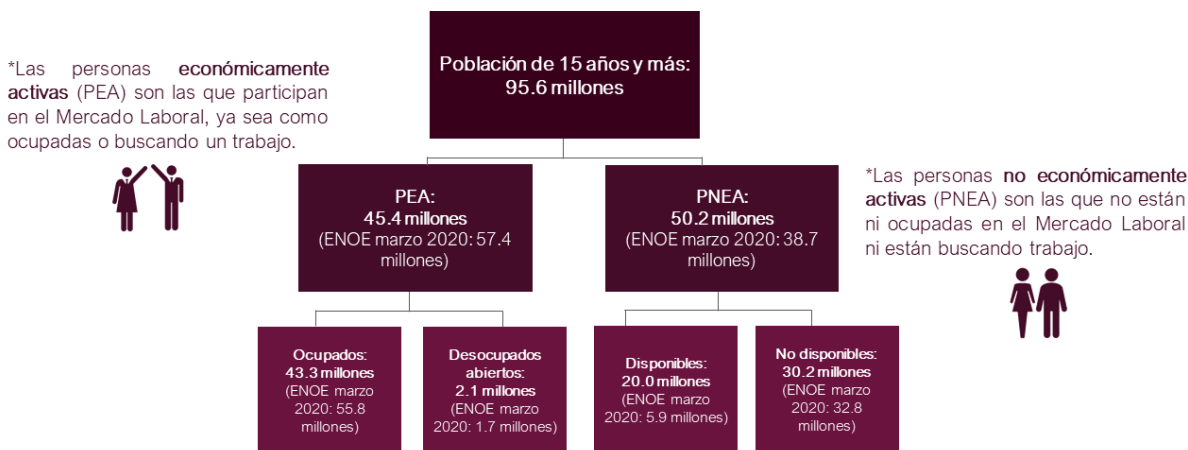 Población de 15 años y más:
95.6 millones
*Las personas económicamente
activas (PEA) son las que participan
en el Mercado Laboral, ya sea como
ocupadas o buscando un trabajo.
PEA:
45.4 millones
(ENOE marzo 2020: 57.4
millones)
PNEA:
50.2 millones
(ENOE marzo 2020: 38.7
millones)
*Las personas no económicamente
activas (PNEA) son las que no están
ni ocupadas en el Mercado Laboral
ni están buscando trabajo.
Ocupados:
43.3 millones
(ENOE marzo
2020: 55.8
millones)
Desocupados
abiertos:
2.1 millones
(ENOE marzo
2020: 1.7 millones)
Disponibles:
20.0 millones
(ENOE marzo
2020: 5.9 millones)
No disponibles:
30.2 millones
(ENOE marzo
2020: 32.8
millones)